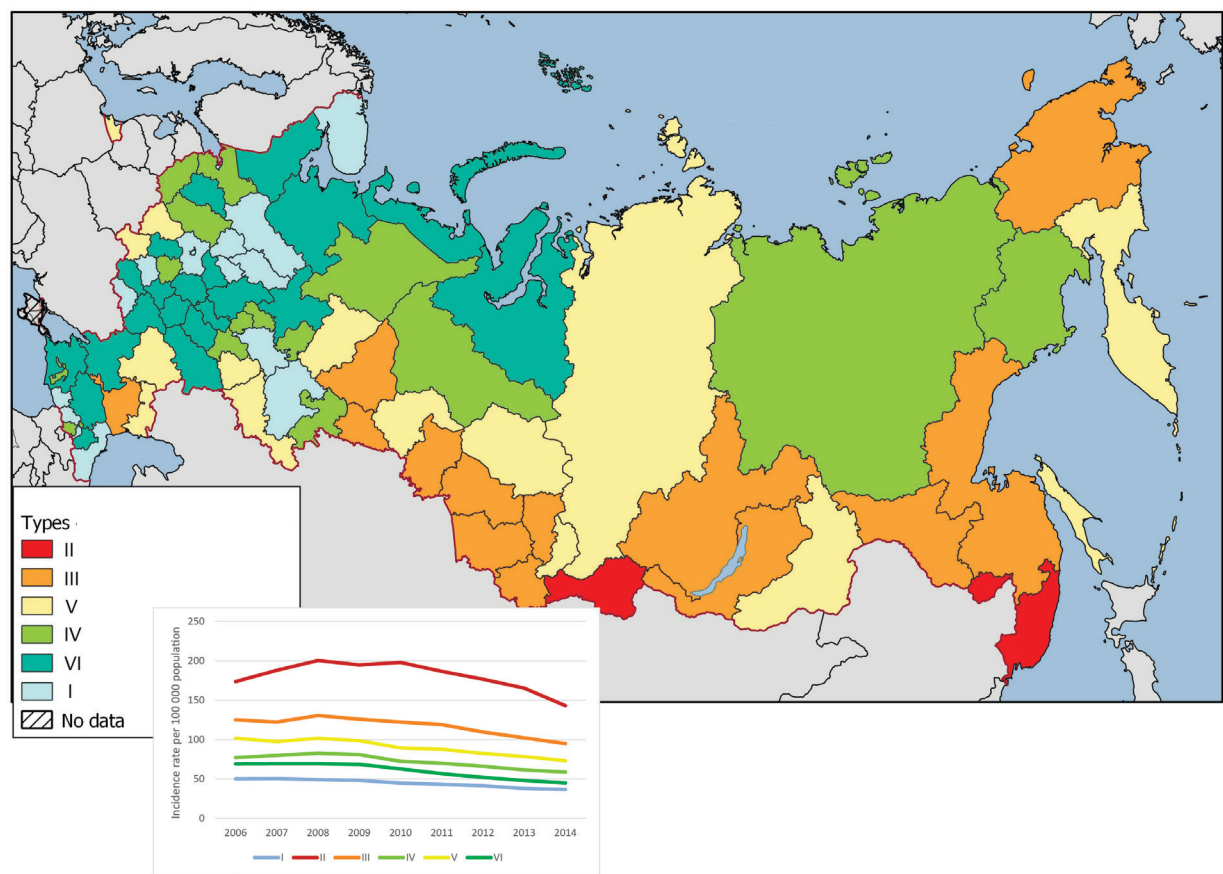 Types
II
III
V
IV
VI
I
No data
Incidence rate per 100 000 population
250
200
150
100
50
0
2006 2007 2008 2009 2010 2011 2012 2013 2014
I II III IV V VI